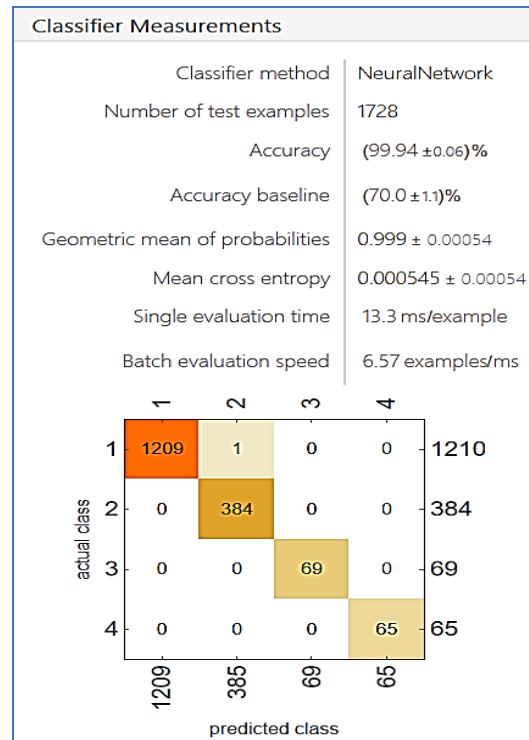 Classifier Measurements
Classifier method NeuralNetwork
Number of test examples 1728
Accuracy (99.94 ±0.06)%
Accuracy baseline (70.0 ±1.1)%
Geometric mean of probabilities 0.999 ± 0.00054
Mean cross entropy 0.000545 ± 0.00054
Single evaluation time 13.3 ms/example
Batch evaluation speed 6.57 examples/ms
1 2 3 4
1 1209 1 0 0 1210
2 0 384 0 0 384
3 0 0 69 0 69
4 0 0 0 65 65
actual class
1209 385 69 65
predicted class